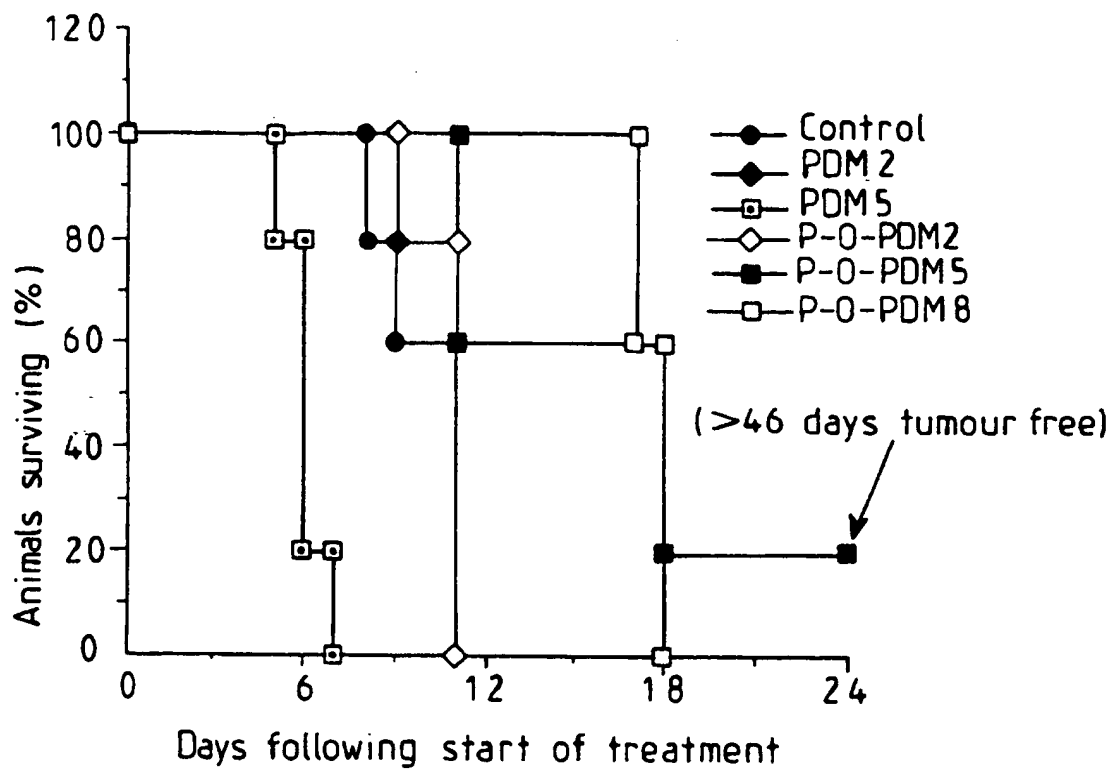 120
100
80
60
40
20
0
Animals surviving (%)
0 6 12 18 24
Days following start of treatment
Control
PDM 2
PDM 5
P-O-PDM2
P-O-PDM5
P-O-PDM8
(>46 days tumour free)